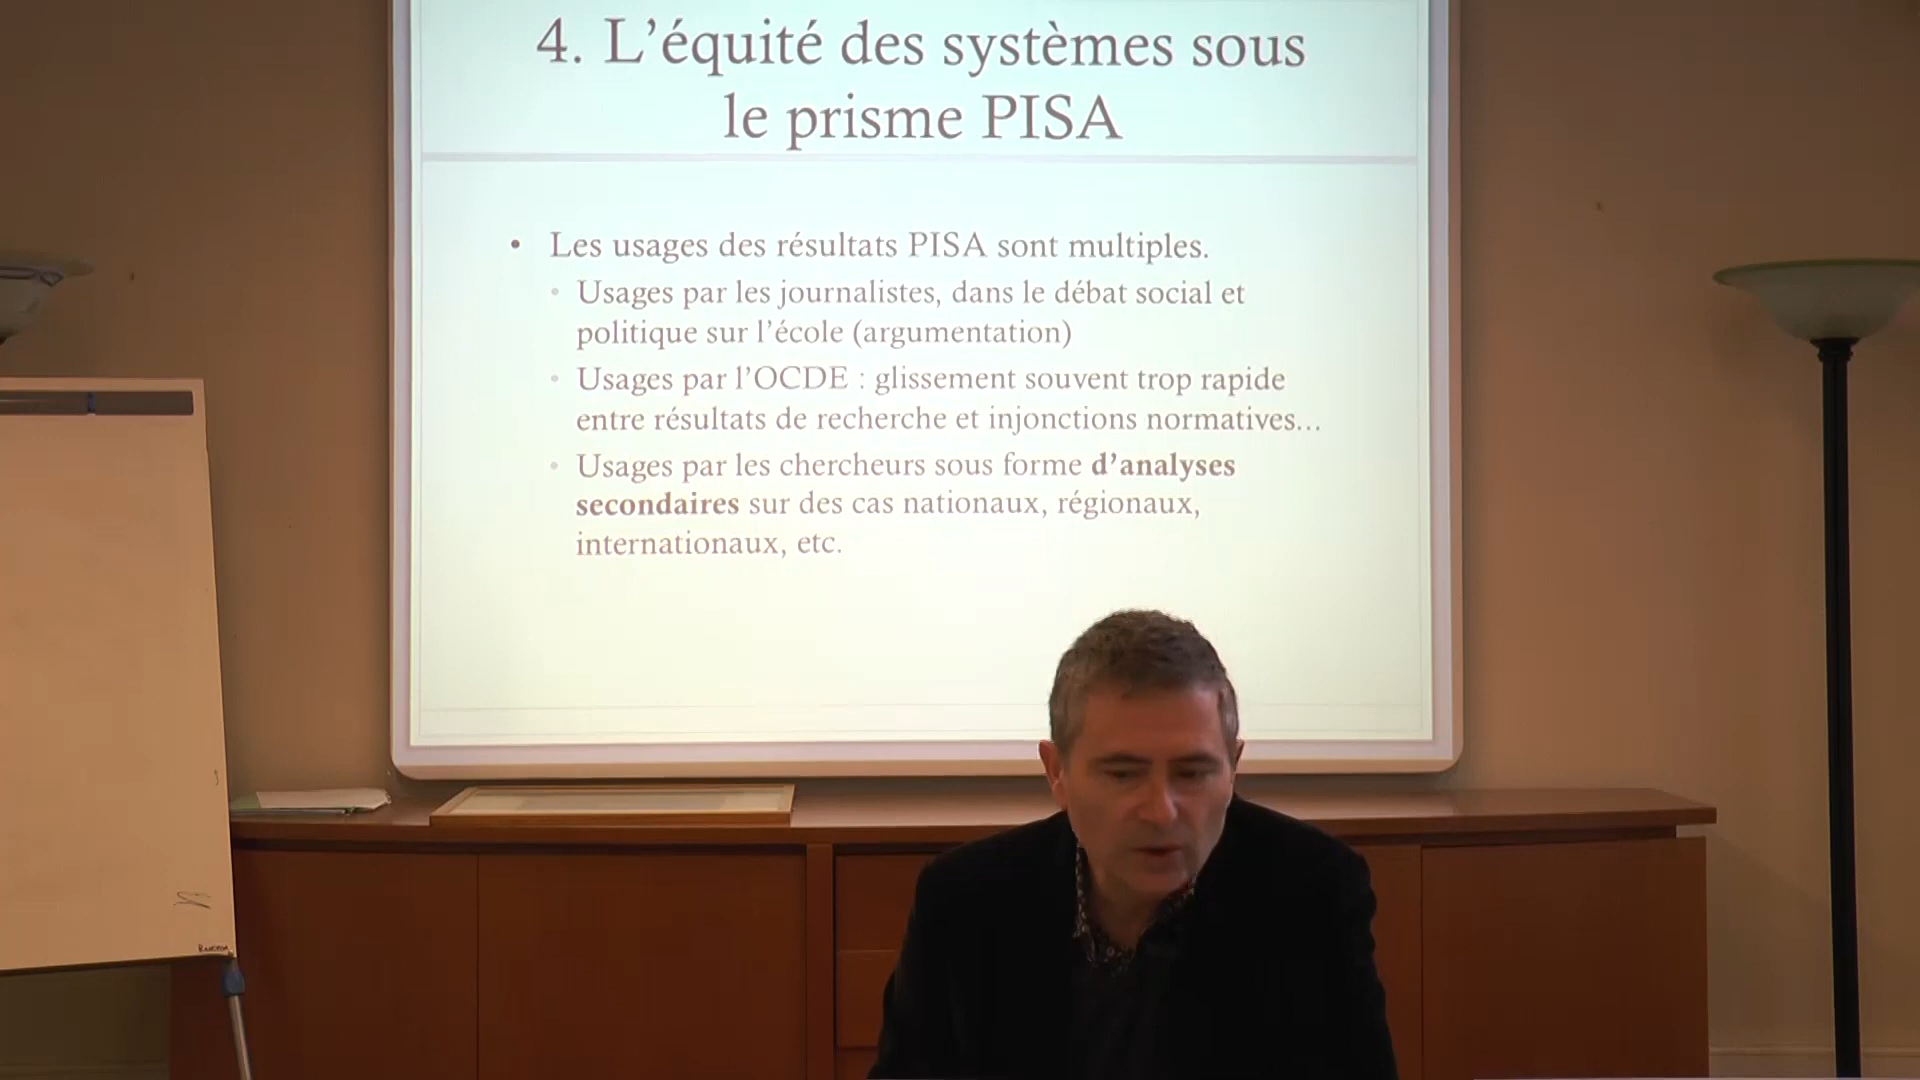 4. L’équité des systèmes sous
le prisme PISA
• Les usages des résultats PISA sont multiples.
• Usages par les journalistes, dans le débat social et
politique sur l’école (argumentation)
• Usages par l’OCDE : glissement souvent trop rapide
entre résultats de recherche et injonctions normatives…
• Usages par les chercheurs sous forme d’analyses
secondaires sur des cas nationaux, régionaux,
internationaux, etc.